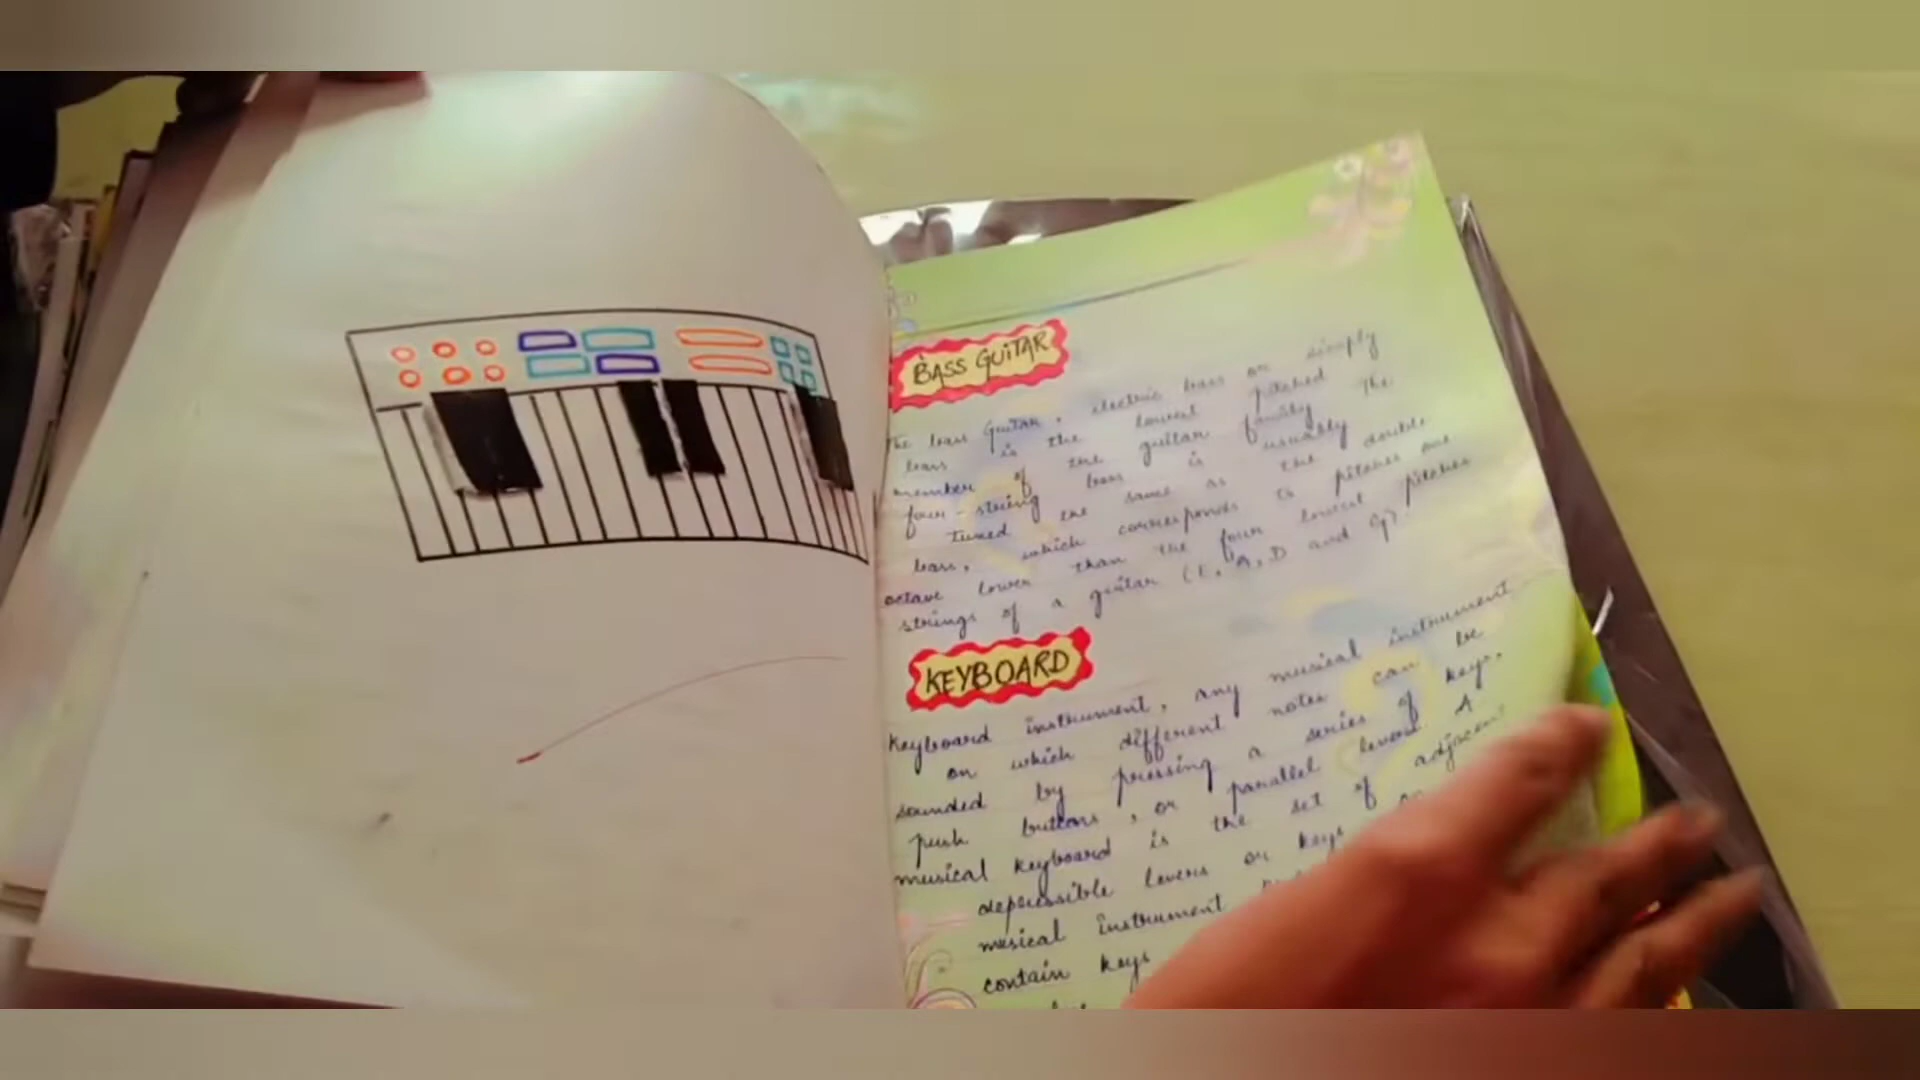 BASS GUITAR
The bass Guitar, electric bass or simply
bass is the lowest pitched
member of the guitar family The
four-string bass is usually
tuned the same as the double
bass, which corresponds to pitches one
octave lower than the four lowest pitches
strings of a guitar (E, A, D and G).
KEYBOARD
Keyboard instrument, any musical instrument
on which different notes can be
sounded by pressing a series of keys,
push buttons, or parallel levers A
musical keyboard is the set of adjacent
depressible levers or keys on
musical instrument
contain keys